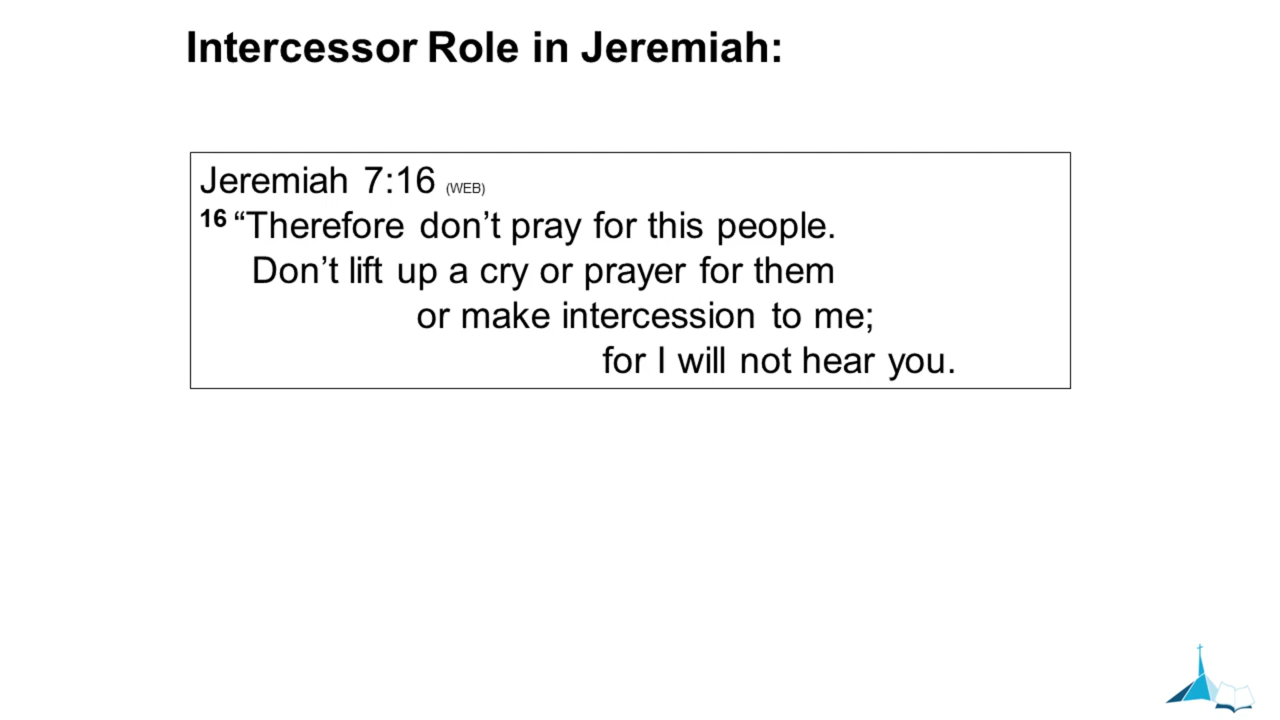 Intercessor Role in Jeremiah:
Jeremiah 7:16 (WEB)
16 “Therefore don’t pray for this people.
Don’t lift up a cry or prayer for them
or make intercession to me;
for I will not hear you.